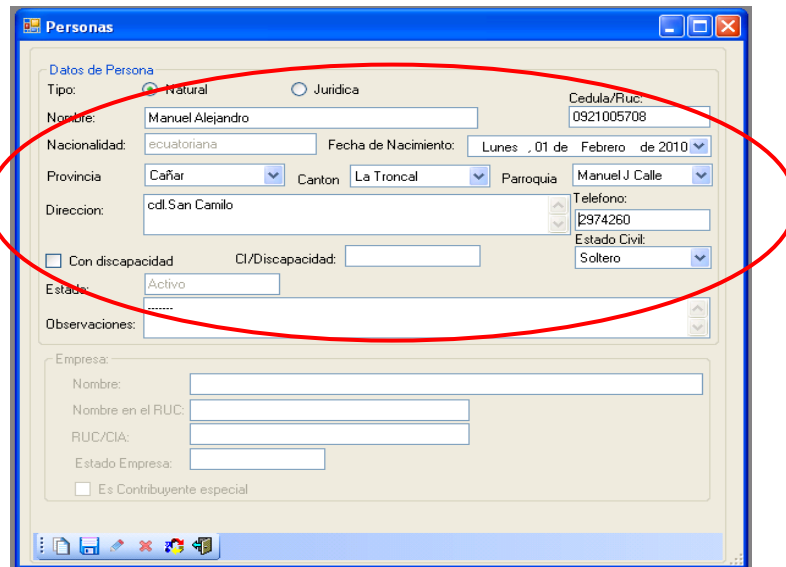 Personas
Datos de Persona
Tipo: Natural Juridica
Cedula/Ruc:
Nombre: Manuel Alejandro 0921005708
Nacionalidad: ecuatoriana Fecha de Nacimiento: Lunes , 01 de Febrero de 2010
Provincia Cañar Canton La Troncal Parroquia Manuel J Calle
Telefono:
Direccion: cdl.San Camilo 2974260
Estado Civil:
Con discapacidad CI/Discapacidad: Soltero
Estado: Activo
Observaciones: -------
Empresa:
Nombre:
Nombre en el RUC:
RUC/CIA:
Estado Empresa:
Es Contribuyente especial